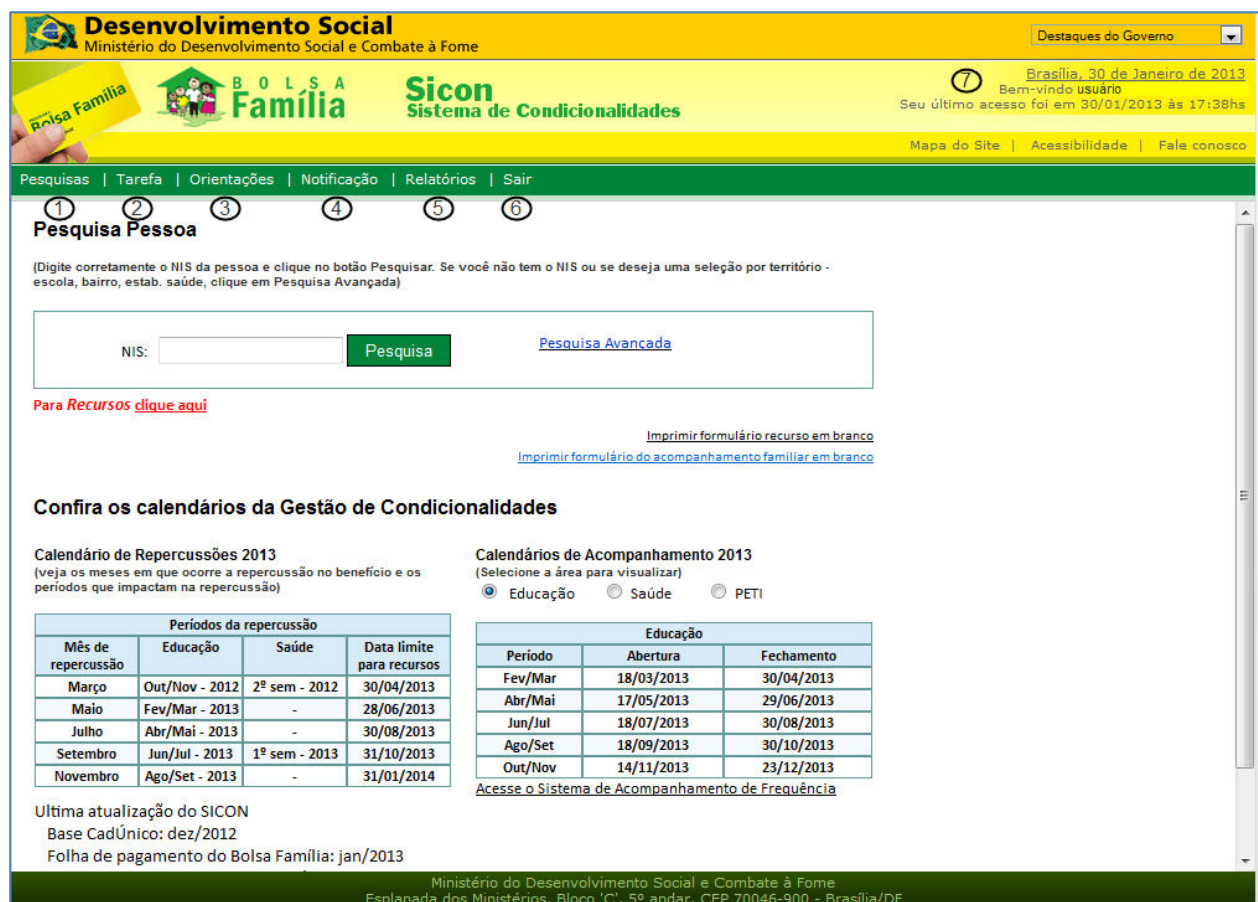 Desenvolvimento Social
Ministério do Desenvolvimento Social e Combate à Fome
Destaques do Governo
Bolsa Família
BOLSA
Família
Sicon
Sistema de Condicionalidades
7
Brasília, 30 de Janeiro de 2013
Bem-vindo usuário
Seu último acesso foi em 30/01/2013 às 17:38hs
Mapa do Site | Acessibilidade | Fale conosco
Pesquisas | Tarefa | Orientações | Notificação | Relatórios | Sair
1 2 3 4 5 6
Pesquisa Pessoa
(Digite corretamente o NIS da pessoa e clique no botão Pesquisar. Se você não tem o NIS ou se deseja uma seleção por território -
escola, bairro, estab. saúde, clique em Pesquisa Avançada)
NIS: Pesquisa Pesquisa Avançada
Para Recursos clique aqui
Imprimir formulário recurso em branco
Imprimir formulário do acompanhamento familiar em branco
Confira os calendários da Gestão de Condicionalidades
Calendário de Repercussões 2013
(veja os meses em que ocorre a repercussão no benefício e os
períodos que impactam na repercussão)
Períodos da repercussão
Mês de repercussão Educação Saúde Data limite para recursos
Março Out/Nov - 2012 2º sem - 2012 30/04/2013
Maio Fev/Mar - 2013 - 28/06/2013
Julho Abr/Mai - 2013 - 30/08/2013
Setembro Jun/Jul - 2013 1º sem - 2013 31/10/2013
Novembro Ago/Set - 2013 - 31/01/2014
Calendários de Acompanhamento 2013
(Selecione a área para visualizar)
Educação Saúde PETI
Educação
Período Abertura Fechamento
Fev/Mar 18/03/2013 30/04/2013
Abr/Mai 17/05/2013 29/06/2013
Jun/Jul 18/07/2013 30/08/2013
Ago/Set 18/09/2013 30/10/2013
Out/Nov 14/11/2013 23/12/2013
Acesse o Sistema de Acompanhamento de Frequência
Ultima atualização do SICON
Base CadÚnico: dez/2012
Folha de pagamento do Bolsa Família: jan/2013
Ministério do Desenvolvimento Social e Combate à Fome
Esplanada dos Ministérios, Bloco 'C', 5º andar, CEP 70046-900 - Brasília/DF